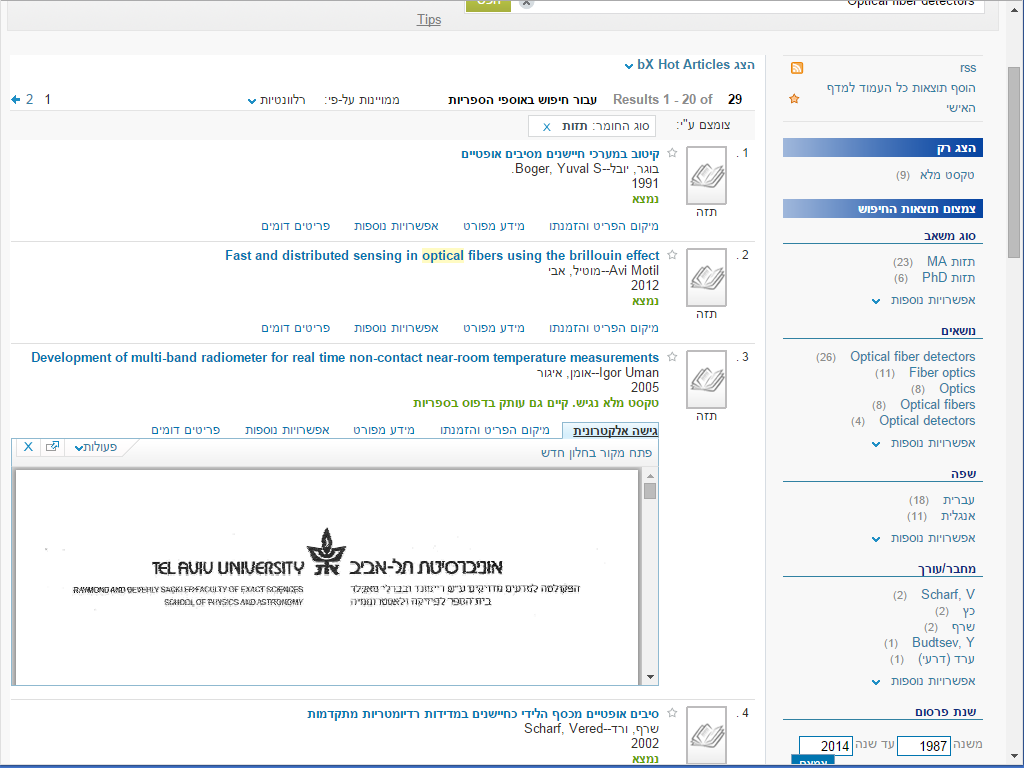 Optical fiber detectors
חפש
Tips
הצג bX Hot Articles
עבור חיפוש באוספי הספריות Results 1 - 20 of 29
ממויינות על-פי: רלוונטיות
1 2
צומצם ע"י: סוג החומר: תזות X
1.
קיטוב במערכי חיישנים מסיבים אופטיים
בוגר, יובל--Boger, Yuval S.
1991
נמצא
תזה
מיקום הפריט והזמנתו מידע מפורט אפשרויות נוספות פריטים דומים
2.
Fast and distributed sensing in optical fibers using the brillouin effect
מוטיל, אבי--Avi Motil
2012
נמצא
תזה
מיקום הפריט והזמנתו מידע מפורט אפשרויות נוספות פריטים דומים
3.
Development of multi-band radiometer for real time non-contact near-room temperature measurements
אומן, איגור--Igor Uman
2005
טקסט מלא נגיש. קיים גם עותק בדפוס בספריות
תזה
גישה אלקטרונית מיקום הפריט והזמנתו מידע מפורט אפשרויות נוספות פריטים דומים
פעולות X
פתח מקור בחלון חדש
TEL AVIV UNIVERSITY אוניברסיטת תל-אביב
RAYMOND AND BEVERLY SACKLER FACULTY OF EXACT SCIENCES
הפקולטה למדעים מדויקים ע"ש ריימונד ובברלי סאקלר
SCHOOL OF PHYSICS AND ASTRONOMY
בית הספר לפיזיקה ולאסטרונומיה
4.
סיבים אופטיים מכסף הלידי כחיישנים במדידות רדיומטריות מתקדמות
שרף, ורד--Scharf, Vered
2002
נמצא
rss
הוסף תוצאות כל העמוד למדף
האישי
הצג רק
טקסט מלא (9)
צמצום תוצאות החיפוש
סוג משאב
תזות MA (23)
תזות PhD (6)
אפשרויות נוספות
נושאים
Optical fiber detectors (26)
Fiber optics (11)
Optics (8)
Optical fibers (8)
Optical detectors (4)
אפשרויות נוספות
שפה
עברית (18)
אנגלית (11)
אפשרויות נוספות
מחבר/עורך
Scharf, V (2)
כץ (2)
שרף (2)
Budtsev, Y (1)
ערד (דרעי) (1)
אפשרויות נוספות
שנת פרסום
משנה 1987 עד שנה 2014
צמצם